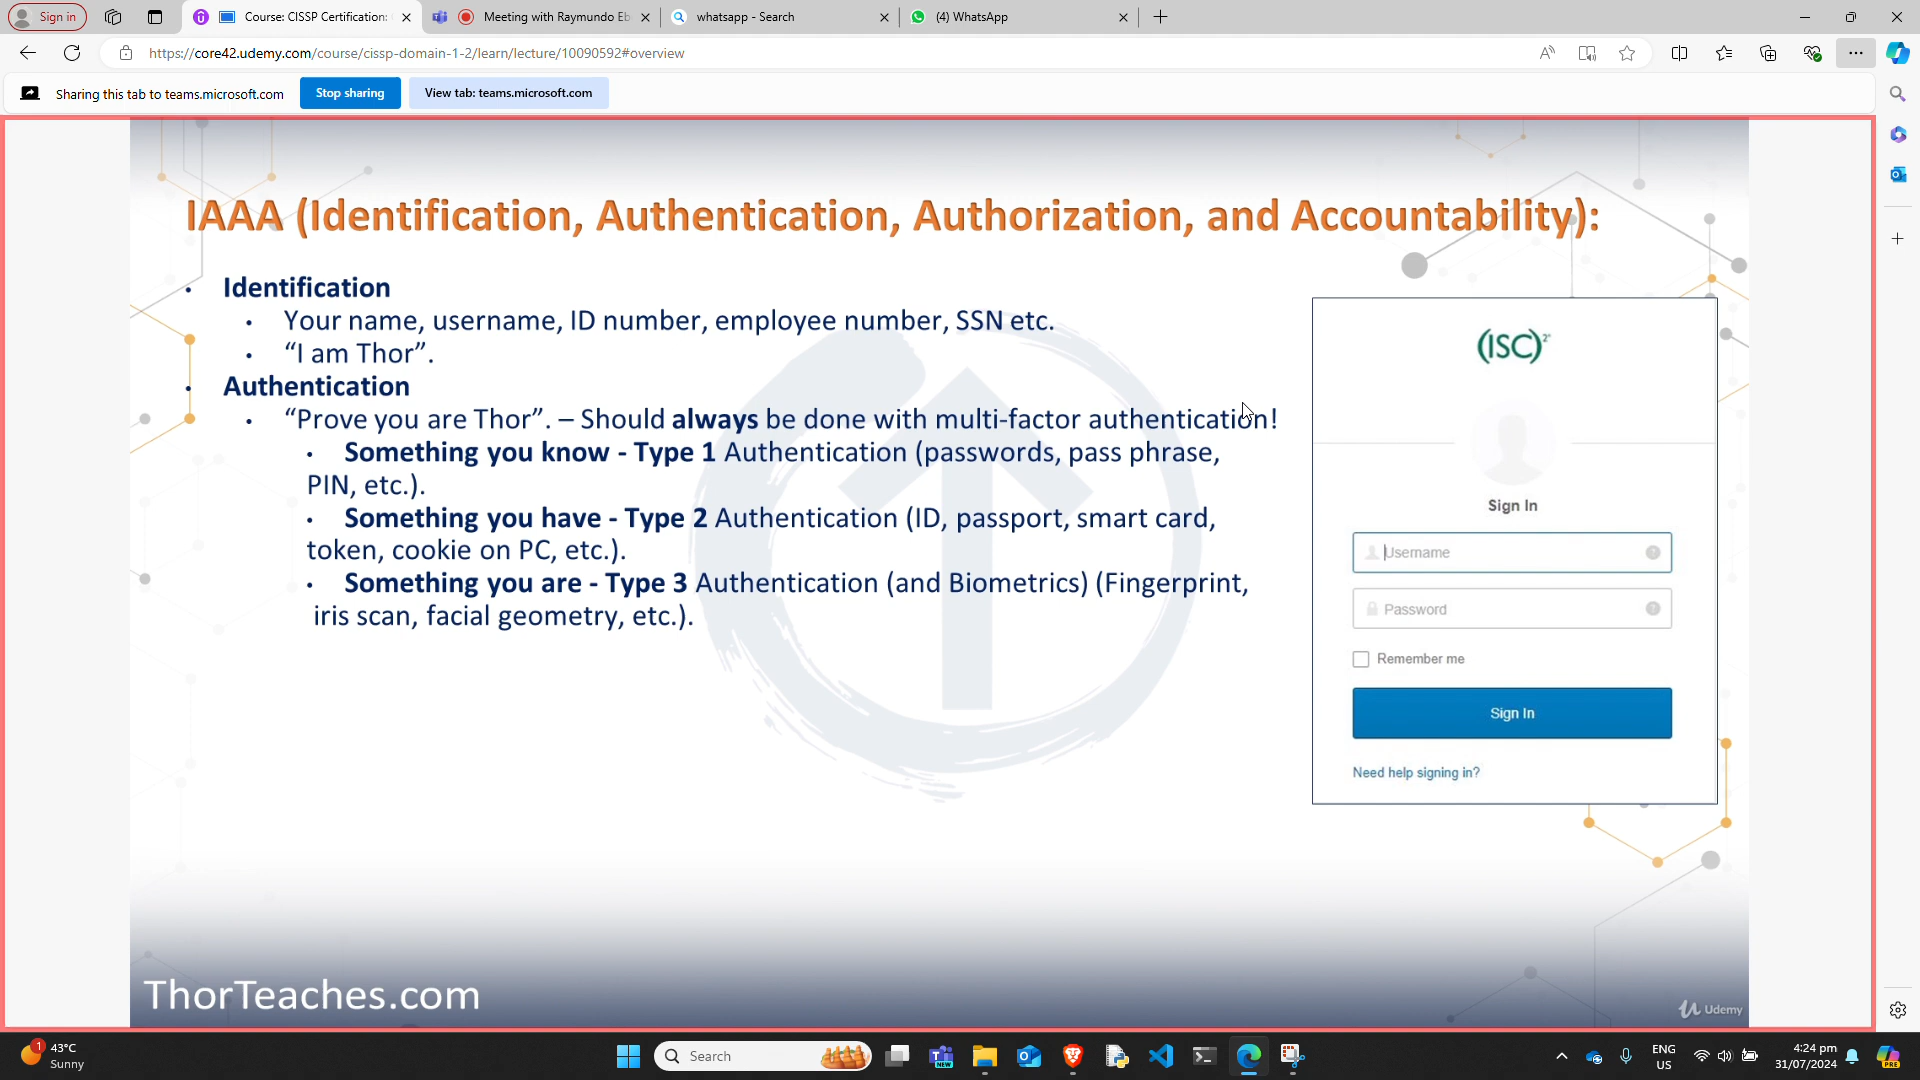 Sign in
Course: CISSP Certification:
Meeting with Raymundo Eb
whatsapp - Search
(4) WhatsApp
https://core42.udemy.com/course/cissp-domain-1-2/learn/lecture/10090592#overview
Sharing this tab to teams.microsoft.com
Stop sharing
View tab: teams.microsoft.com
IAAA (Identification, Authentication, Authorization, and Accountability):
• Identification
• Your name, username, ID number, employee number, SSN etc.
• “I am Thor”.
• Authentication
• “Prove you are Thor”. – Should always be done with multi-factor authentication!
• Something you know - Type 1 Authentication (passwords, pass phrase,
PIN, etc.).
• Something you have - Type 2 Authentication (ID, passport, smart card,
token, cookie on PC, etc.).
• Something you are - Type 3 Authentication (and Biometrics) (Fingerprint,
iris scan, facial geometry, etc.).
(ISC)²
Sign In
Username
Password
Remember me
Sign In
Need help signing in?
ThorTeaches.com
Udemy
1
43°C
Sunny
Search
NEW
ENG
US
4:24 pm
31/07/2024
PRE